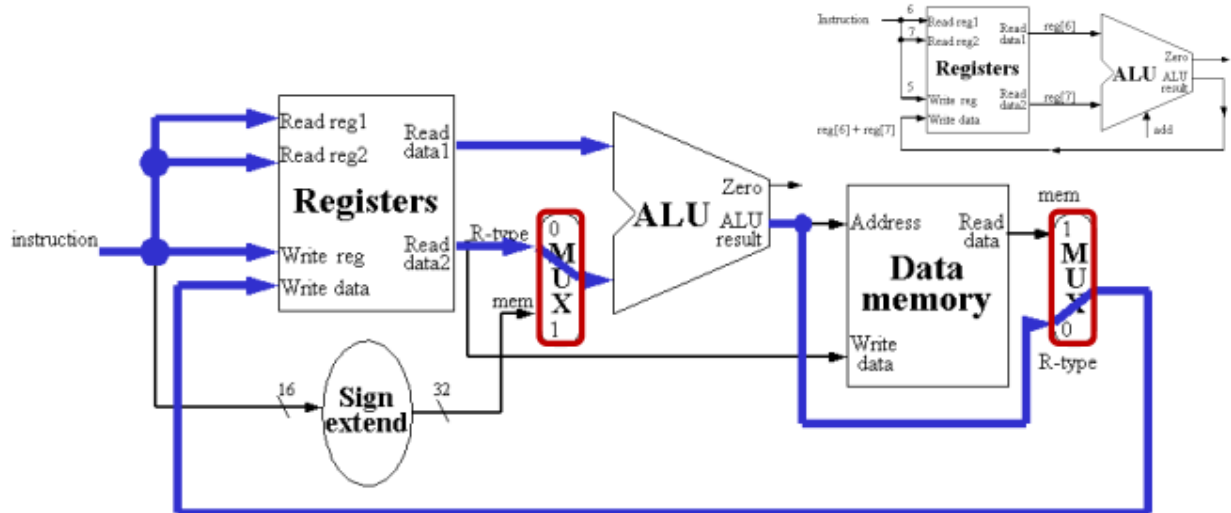 Instruction
6
Read reg1
7
Read reg2
Read
data1
reg[6]
Registers
5
Write reg
Write data
Read
data2
reg[7]
reg[6] + reg[7]
Zero
ALU
ALU
result
add
instruction
Read reg1
Read reg2
Read
data1
Registers
Write reg
Write data
Read
data2
R-type
mem
0
M
U
X
1
ALU
Zero
ALU
result
Address
Read
data
Data
memory
Write
data
mem
1
M
U
X
0
R-type
16
Sign
extend
32